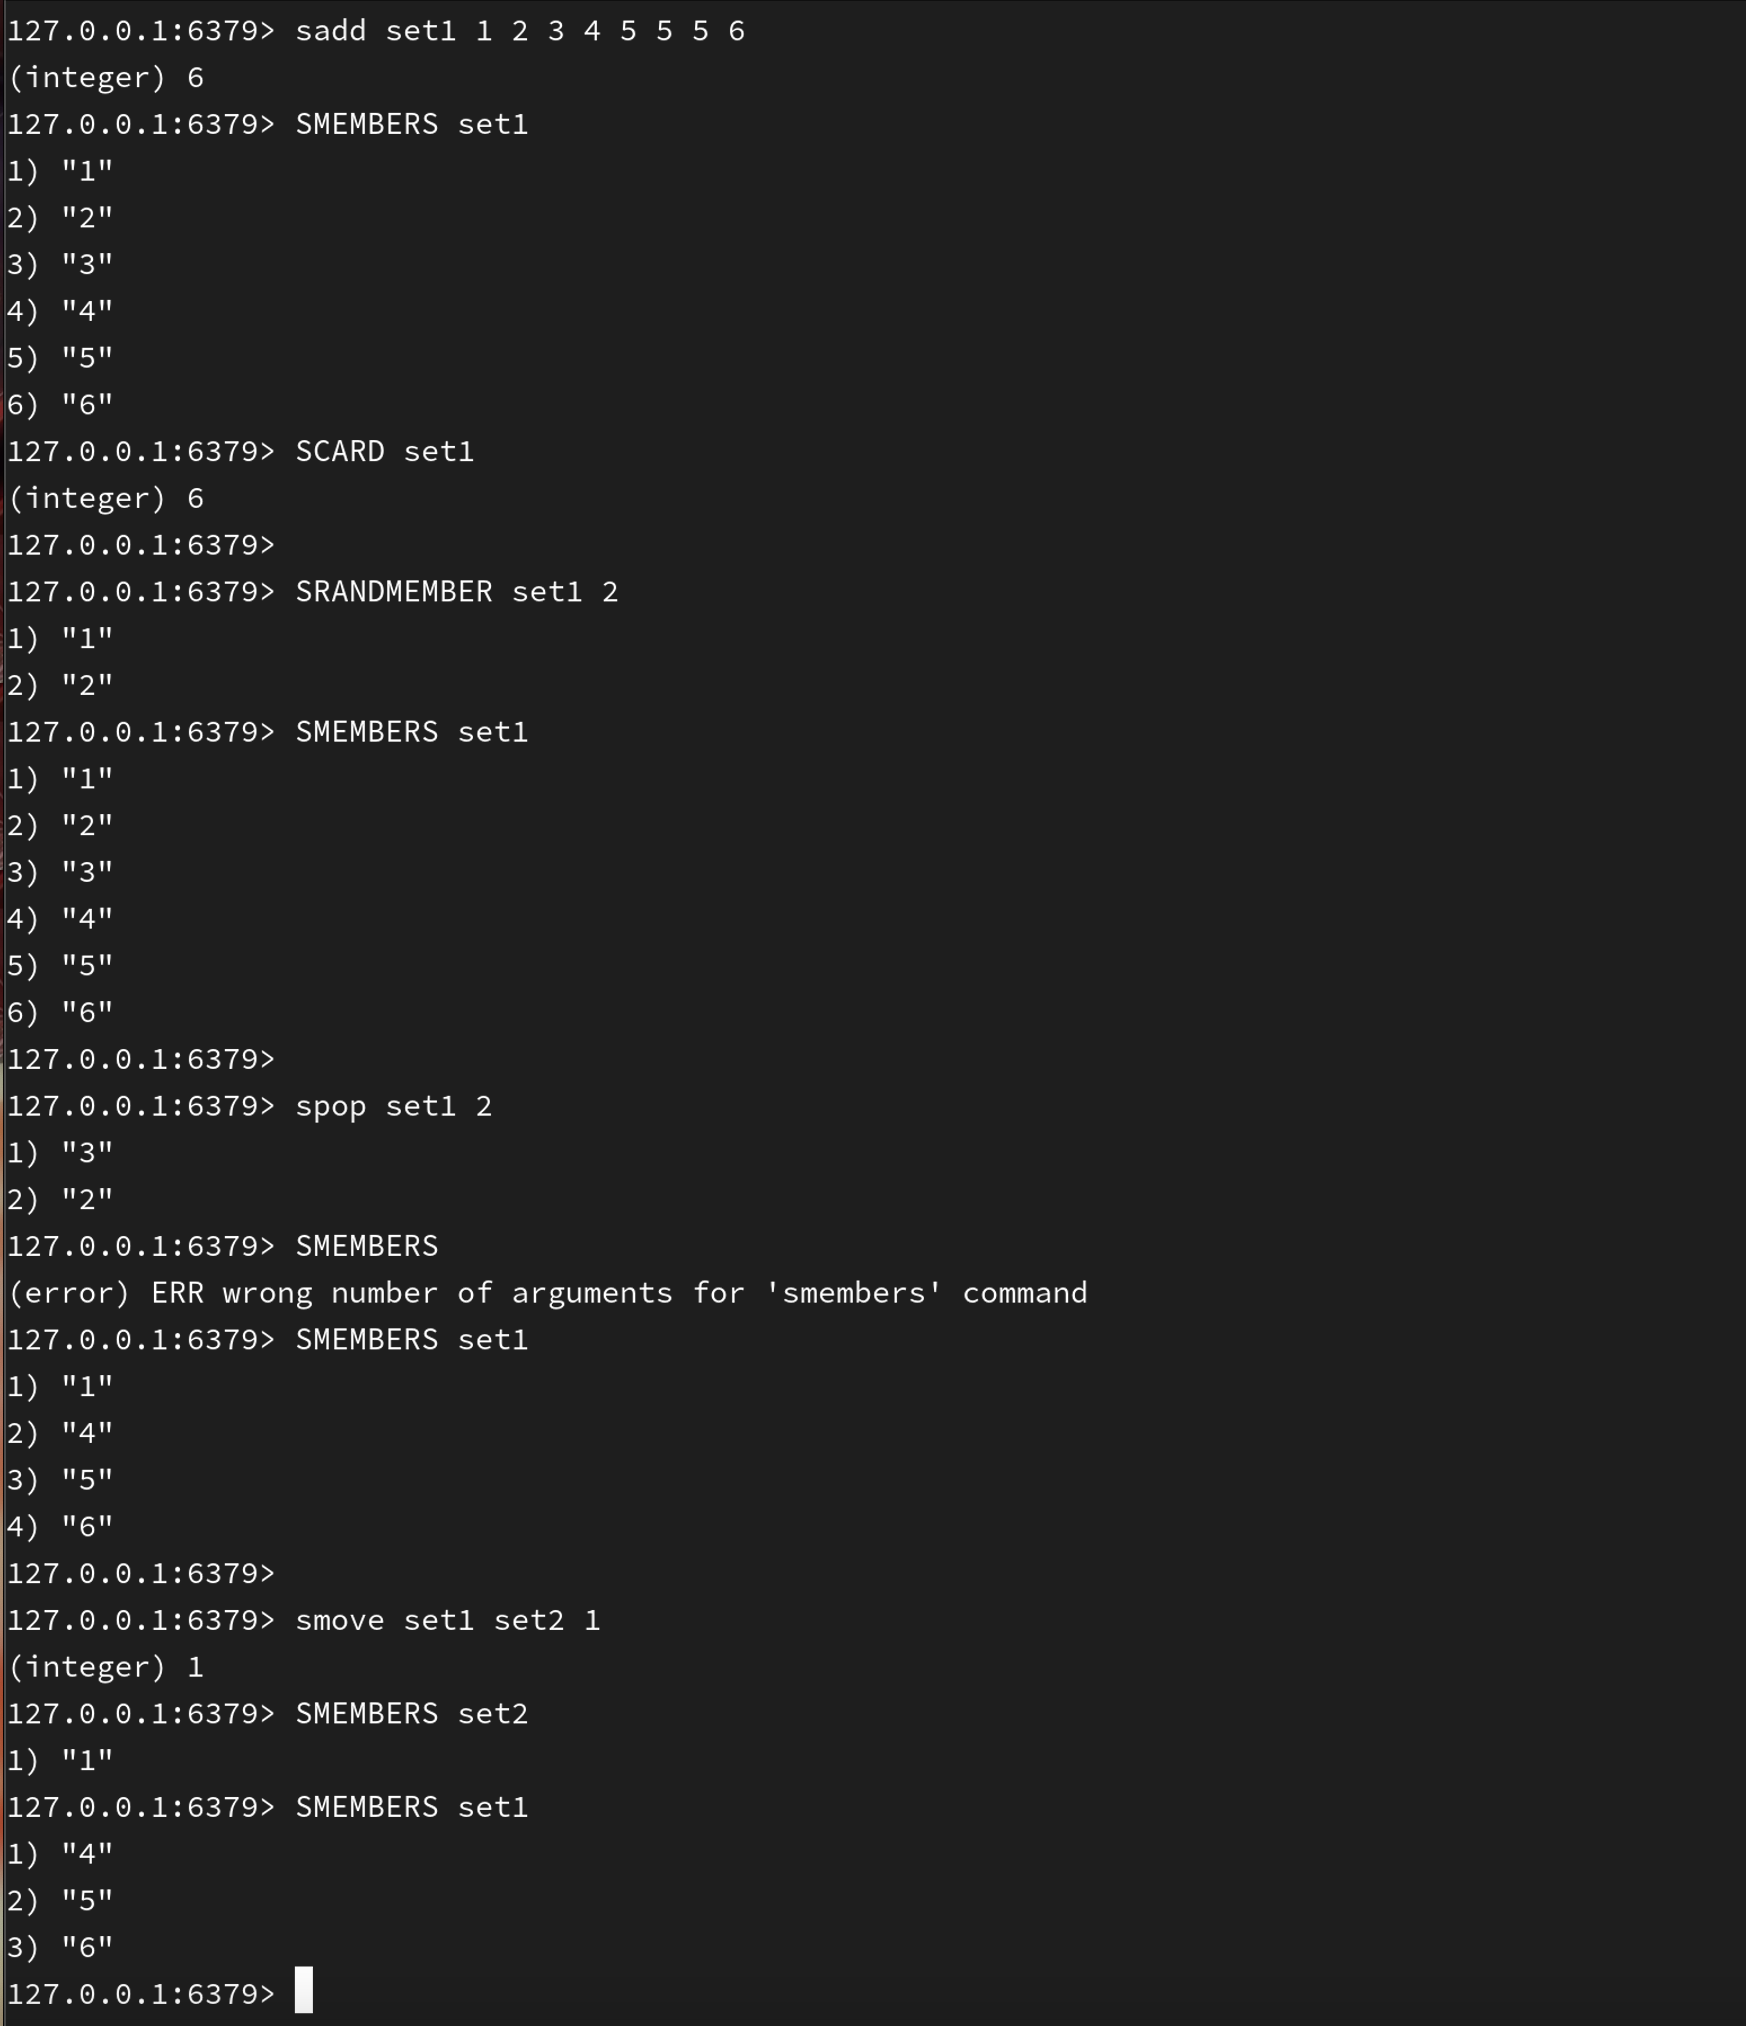 127.0.0.1:6379> sadd set1 1 2 3 4 5 5 5 6
(integer) 6
127.0.0.1:6379> SMEMBERS set1
1) "1"
2) "2"
3) "3"
4) "4"
5) "5"
6) "6"
127.0.0.1:6379> SCARD set1
(integer) 6
127.0.0.1:6379>
127.0.0.1:6379> SRANDMEMBER set1 2
1) "1"
2) "2"
127.0.0.1:6379> SMEMBERS set1
1) "1"
2) "2"
3) "3"
4) "4"
5) "5"
6) "6"
127.0.0.1:6379>
127.0.0.1:6379> spop set1 2
1) "3"
2) "2"
127.0.0.1:6379> SMEMBERS
(error) ERR wrong number of arguments for 'smembers' command
127.0.0.1:6379> SMEMBERS set1
1) "1"
2) "4"
3) "5"
4) "6"
127.0.0.1:6379>
127.0.0.1:6379> smove set1 set2 1
(integer) 1
127.0.0.1:6379> SMEMBERS set2
1) "1"
127.0.0.1:6379> SMEMBERS set1
1) "4"
2) "5"
3) "6"
127.0.0.1:6379>